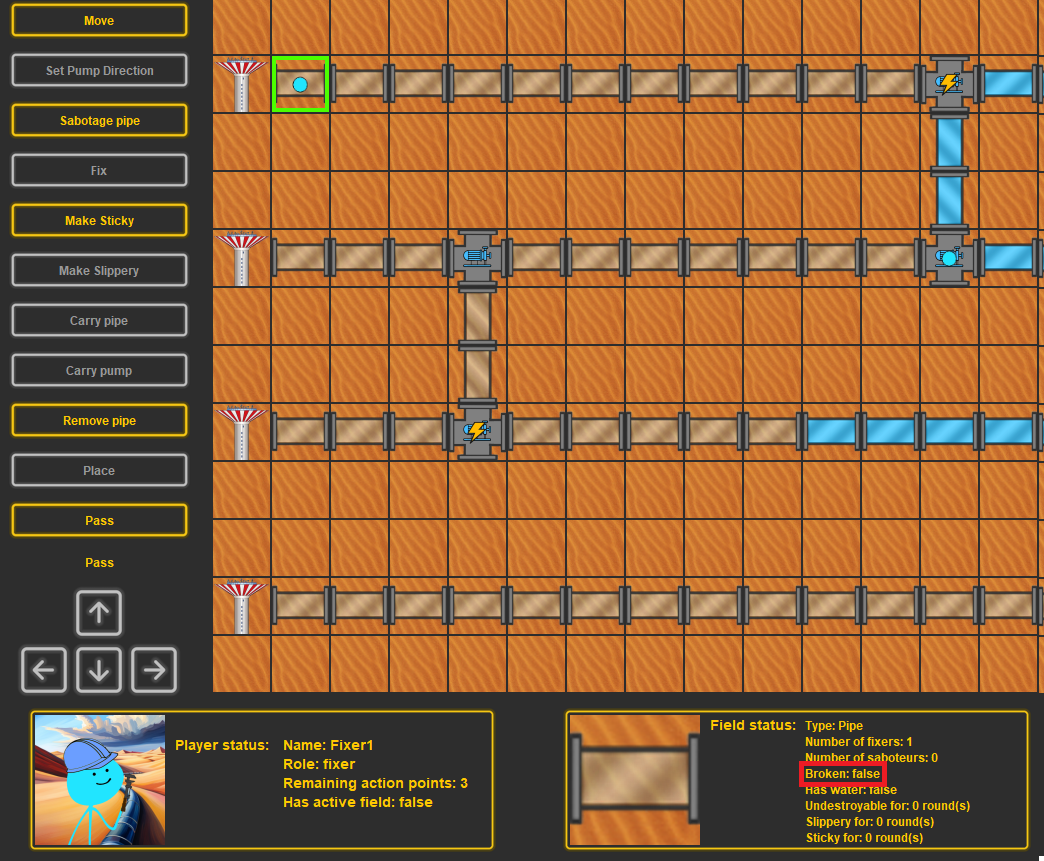 Move
Set Pump Direction
Sabotage pipe
Fix
Make Sticky
Make Slippery
Carry pipe
Carry pump
Remove pipe
Place
Pass
Pass
Player status:
Name: Fixer1
Role: fixer
Remaining action points: 3
Has active field: false
Field status:
Type: Pipe
Number of fixers: 1
Number of saboteurs: 0
Broken: false
Has water: false
Undestroyable for: 0 round(s)
Slippery for: 0 round(s)
Sticky for: 0 round(s)